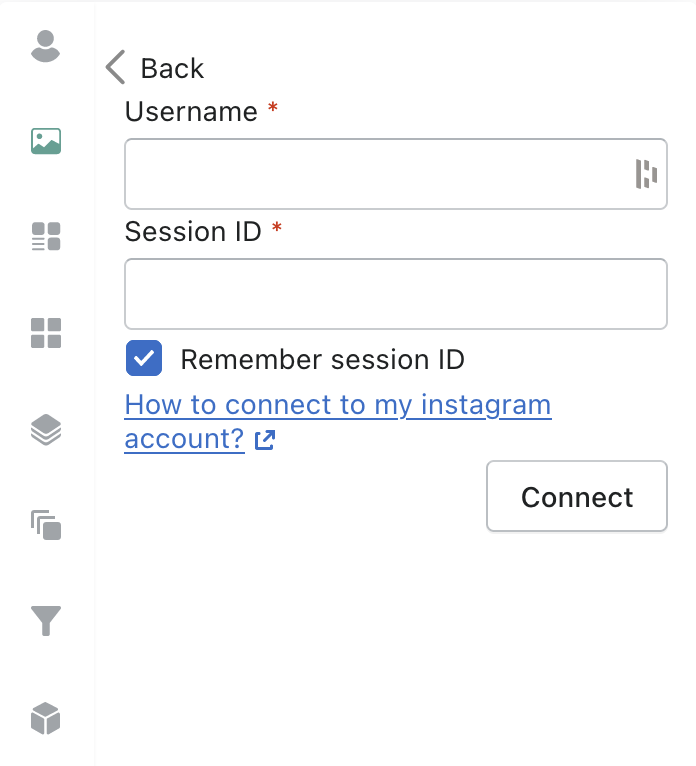 Back
Username *
Session ID *
Remember session ID
How to connect to my instagram
account?
Connect